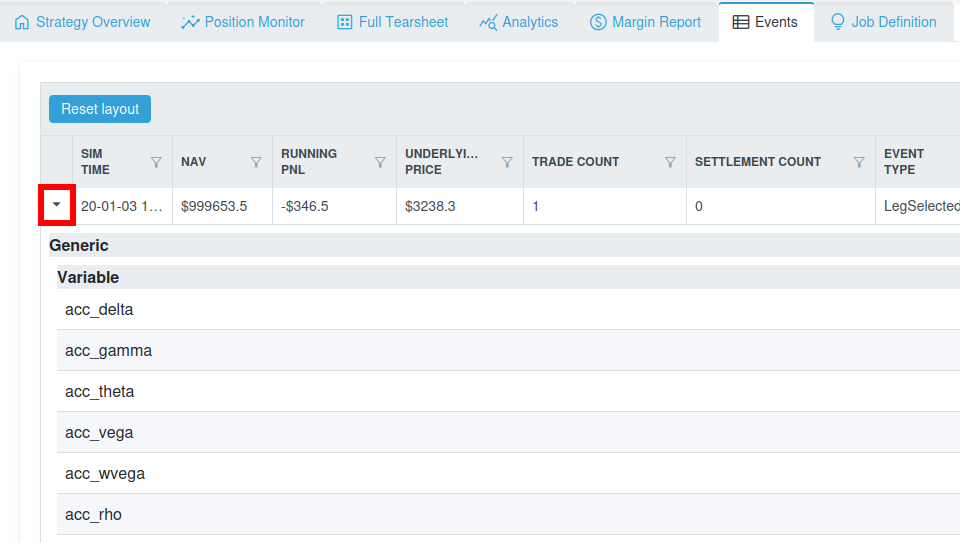 Strategy Overview Position Monitor Full Tearsheet Analytics Margin Report Events Job Definition
Reset layout
SIM TIME NAV RUNNING PNL UNDERLYI... PRICE TRADE COUNT SETTLEMENT COUNT EVENT TYPE
20-01-03 1... $999653.5 -$346.5 $3238.3 1 0 LegSelected
Generic
Variable
acc_delta
acc_gamma
acc_theta
acc_vega
acc_wvega
acc_rho